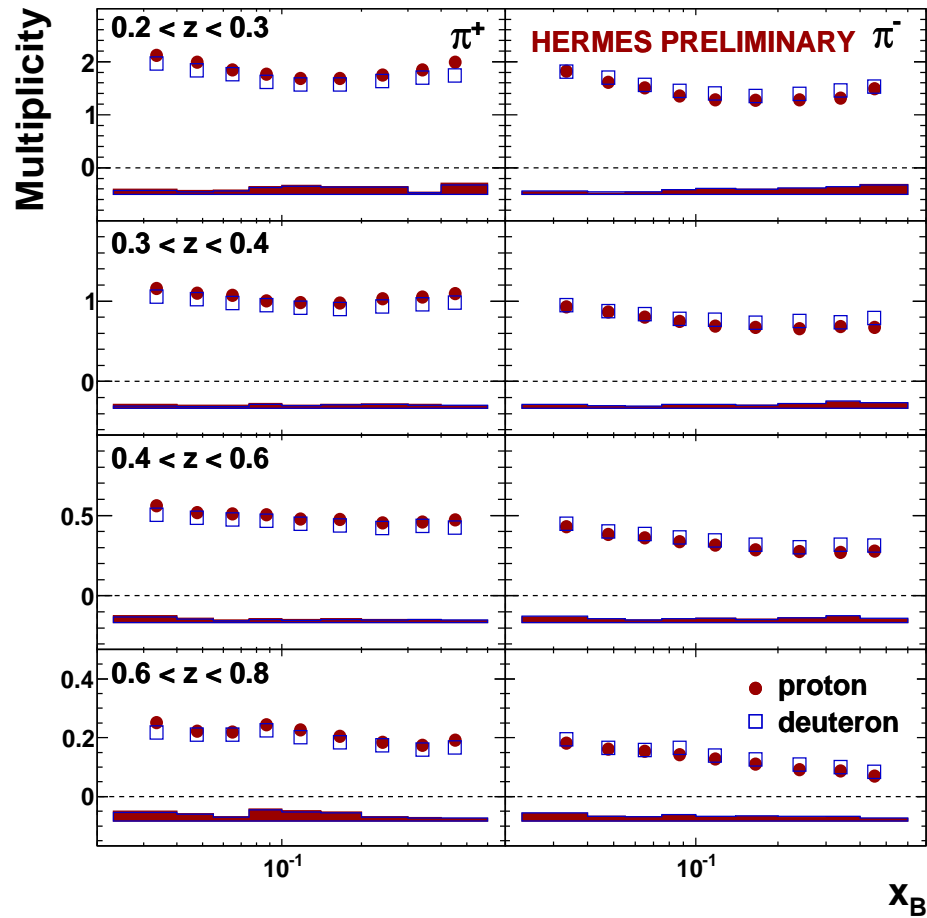 0.2 < z < 0.3
π⁺
HERMES PRELIMINARY
π⁻
Multiplicity
2
1
0
0.3 < z < 0.4
1
0
0.4 < z < 0.6
0.5
0
0.6 < z < 0.8
0.4
0.2
0
proton
deuteron
10⁻¹
10⁻¹
x_B